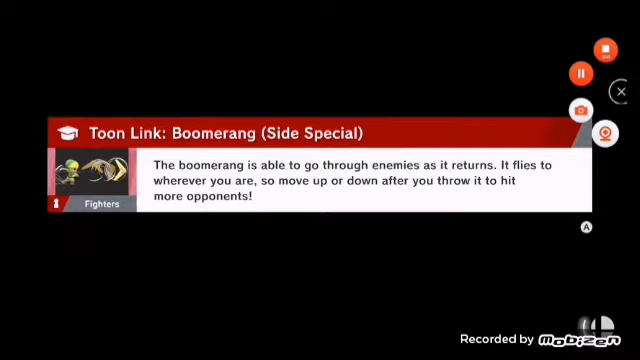 Toon Link: Boomerang (Side Special)
The boomerang is able to go through enemies as it returns. It flies to
wherever you are, so move up or down after you throw it to hit
more opponents!
Fighters
A
Recorded by Mobizen